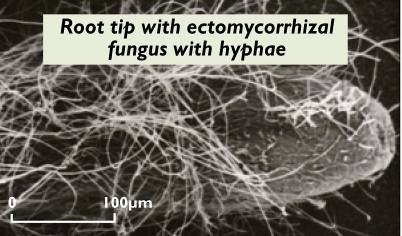 Root tip with ectomycorrhizal
fungus with hyphae
0 100μm